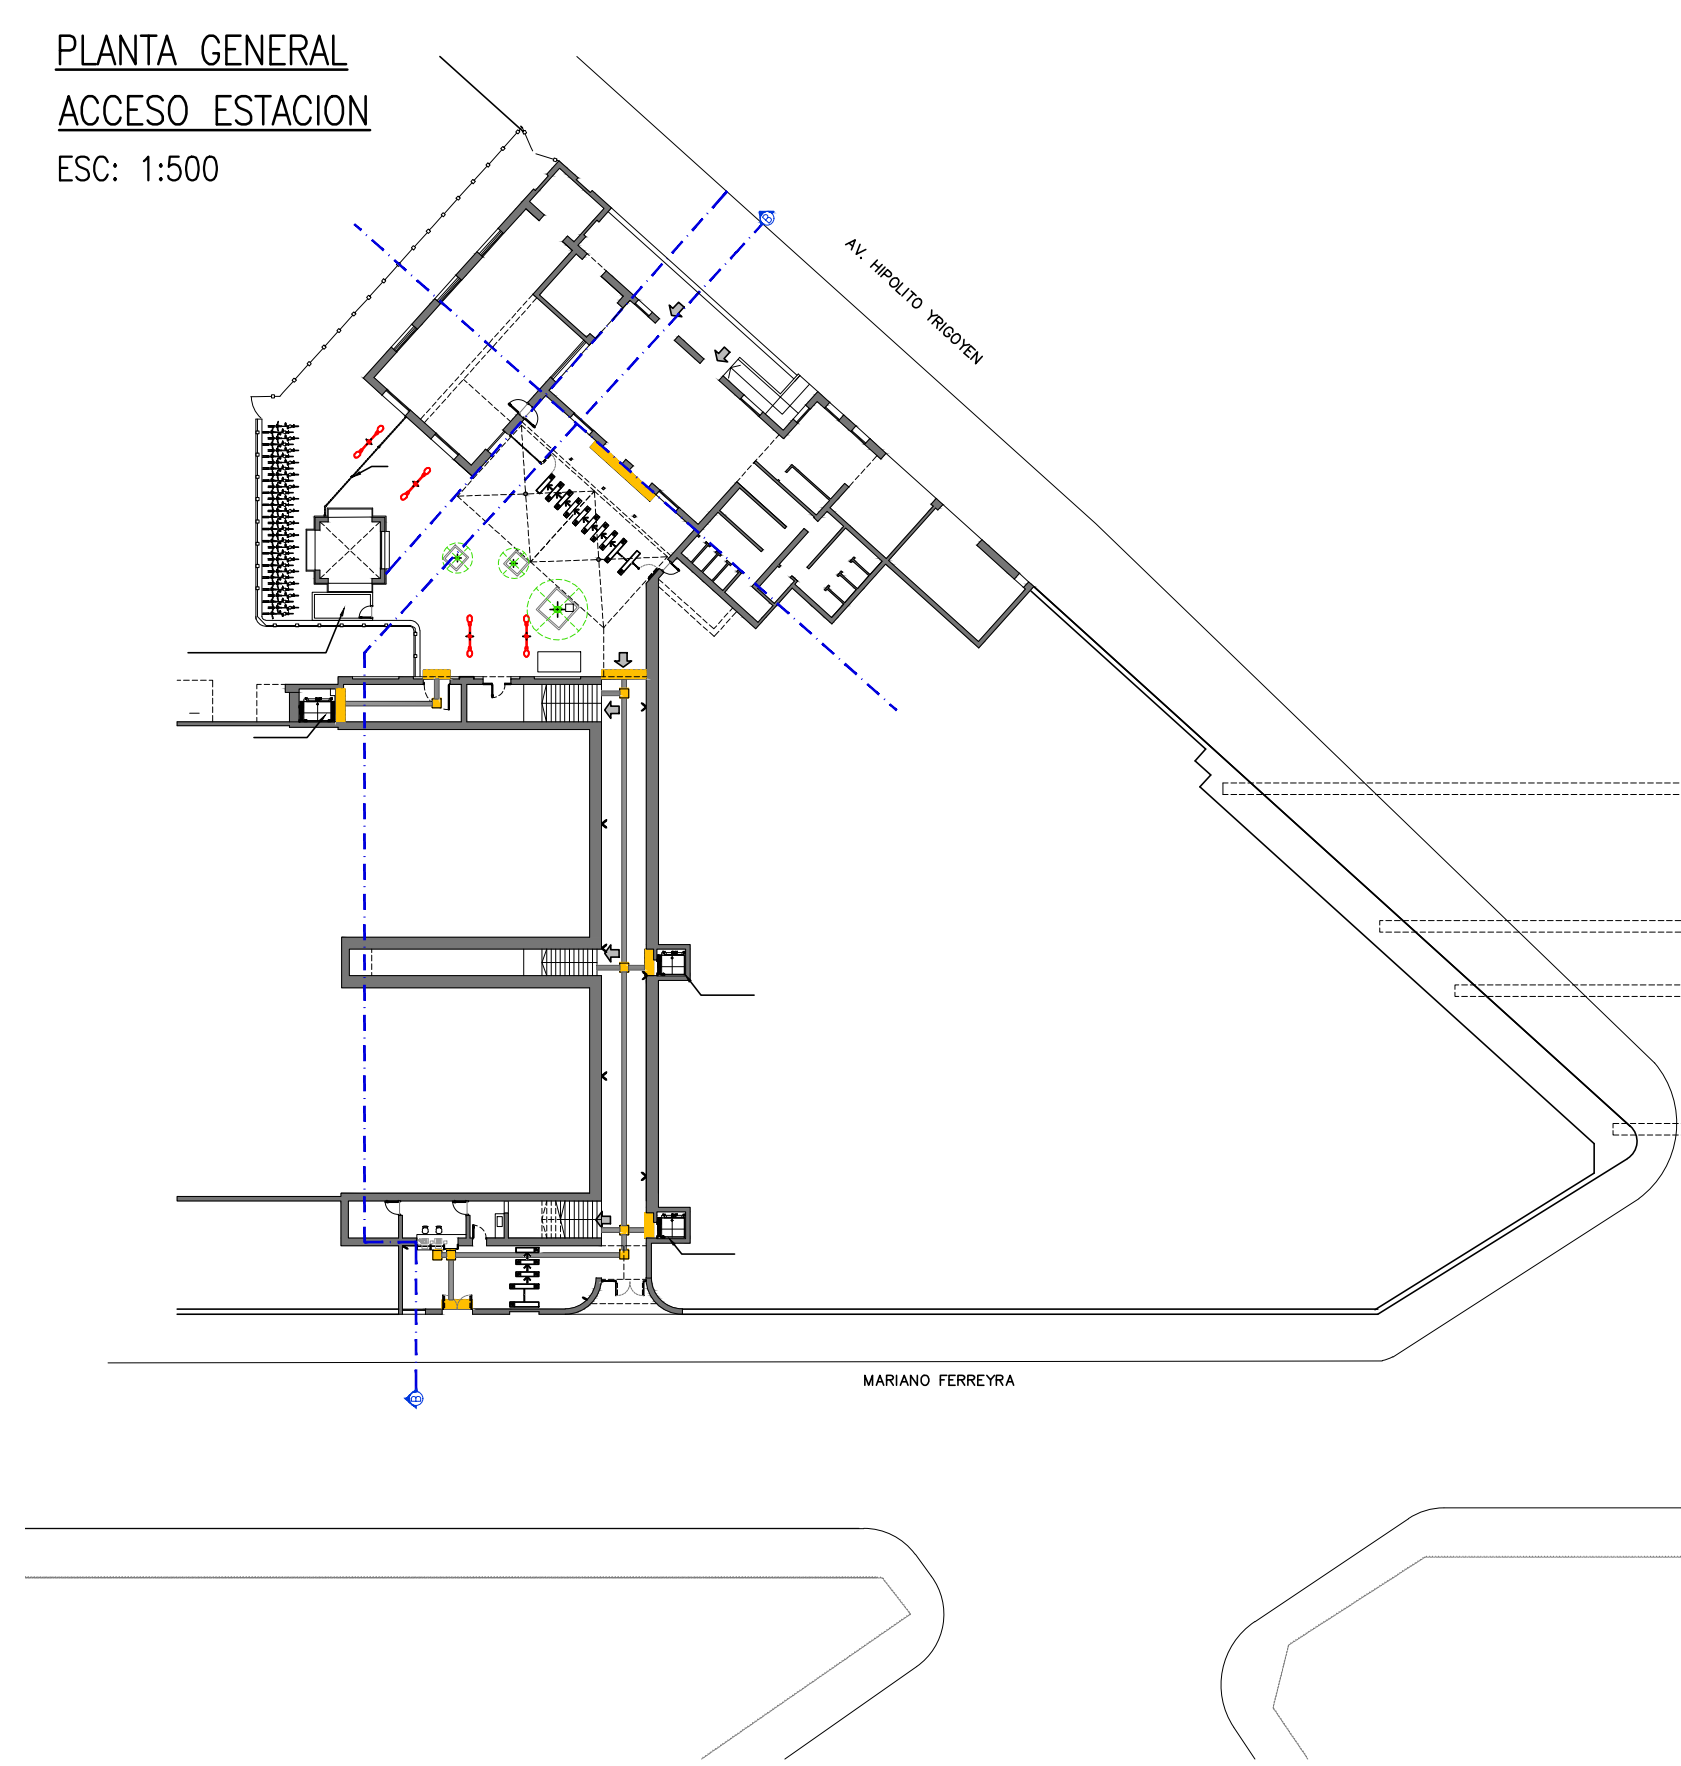 PLANTA GENERAL
ACCESO ESTACION
ESC: 1:500
B
AV. HIPOLITO YRIGOYEN
MARIANO FERREYRA
B